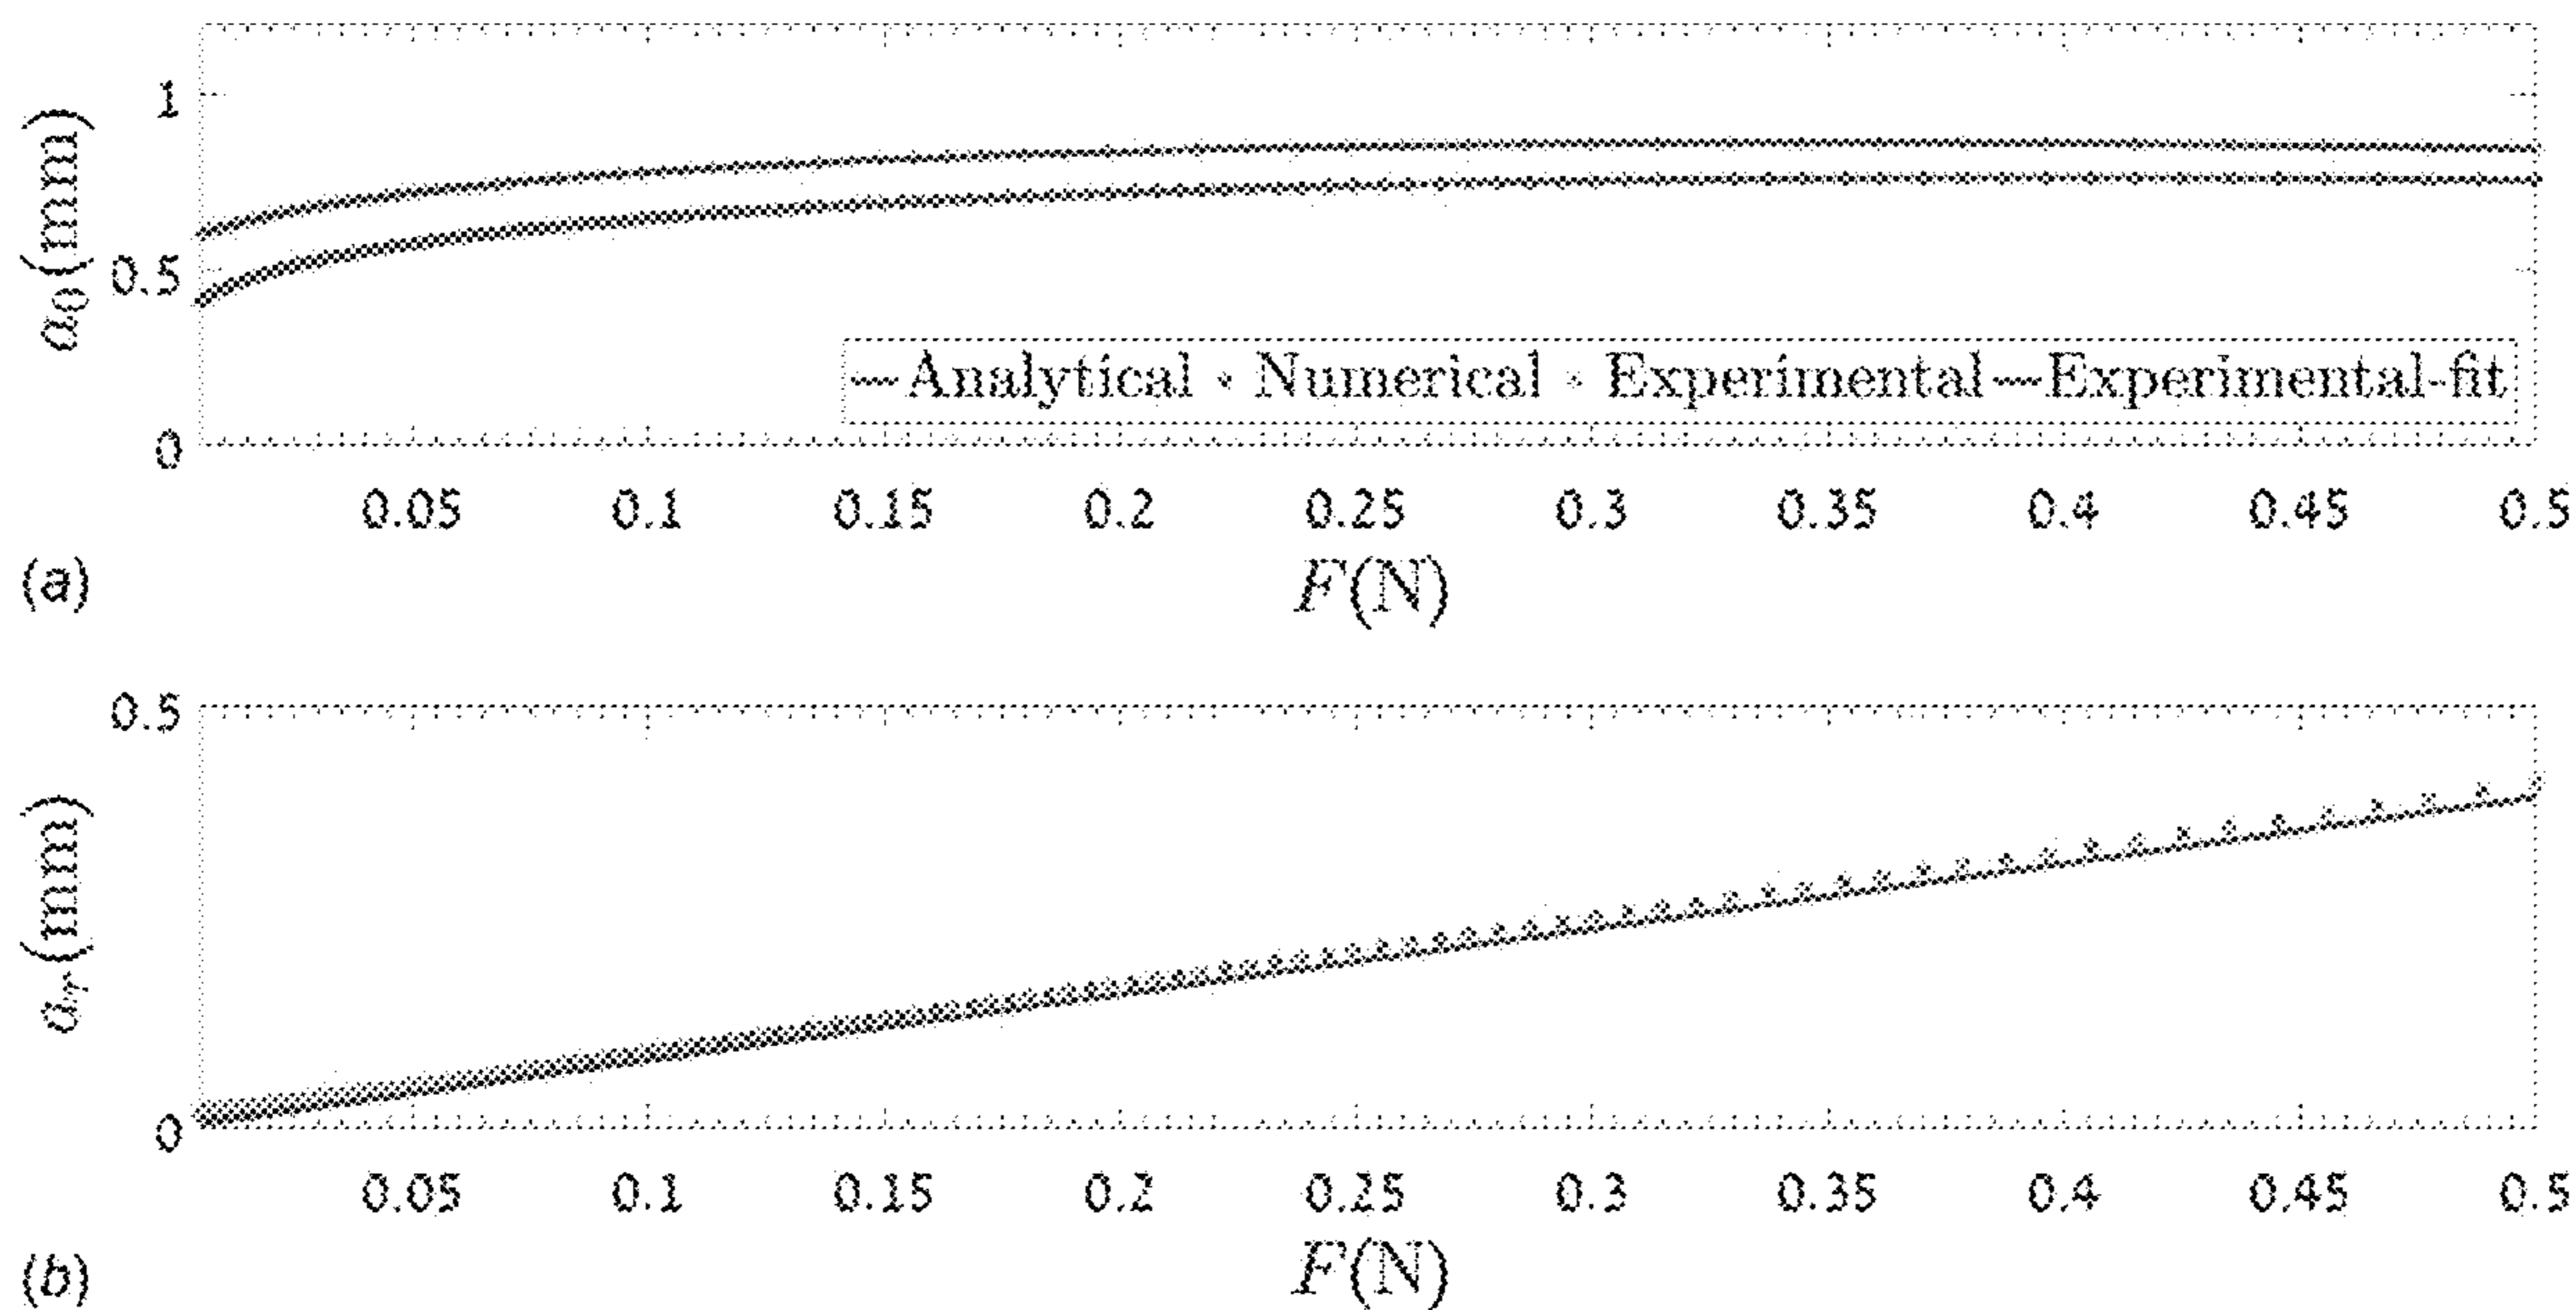 1
0.5
0
a₀(mm)
Analytical Numerical Experimental Experimental-fit
0.05 0.1 0.15 0.2 0.25 0.3 0.35 0.4 0.45 0.5
F(N)
(a)
0.5
0
aᵣ(mm)
0.05 0.1 0.15 0.2 0.25 0.3 0.35 0.4 0.45 0.5
F(N)
(b)